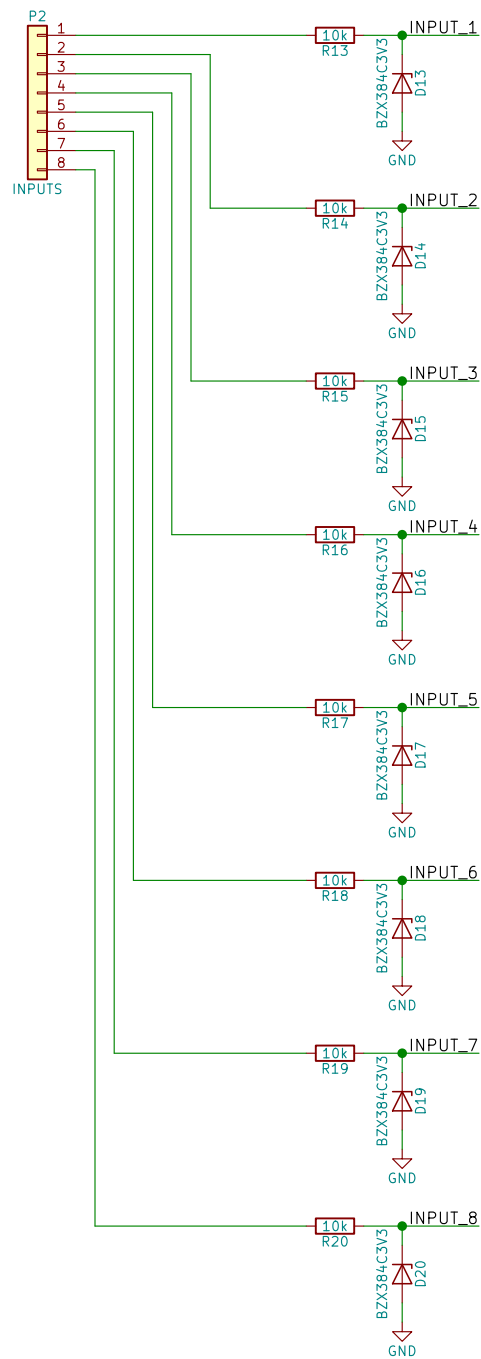 P2
1
2
3
4
5
6
7
8
INPUTS
10k
R13
BZX384C3V3
D13
INPUT_1
GND
10k
R14
BZX384C3V3
D14
INPUT_2
GND
10k
R15
BZX384C3V3
D15
INPUT_3
GND
10k
R16
BZX384C3V3
D16
INPUT_4
GND
10k
R17
BZX384C3V3
D17
INPUT_5
GND
10k
R18
BZX384C3V3
D18
INPUT_6
GND
10k
R19
BZX384C3V3
D19
INPUT_7
GND
10k
R20
BZX384C3V3
D20
INPUT_8
GND